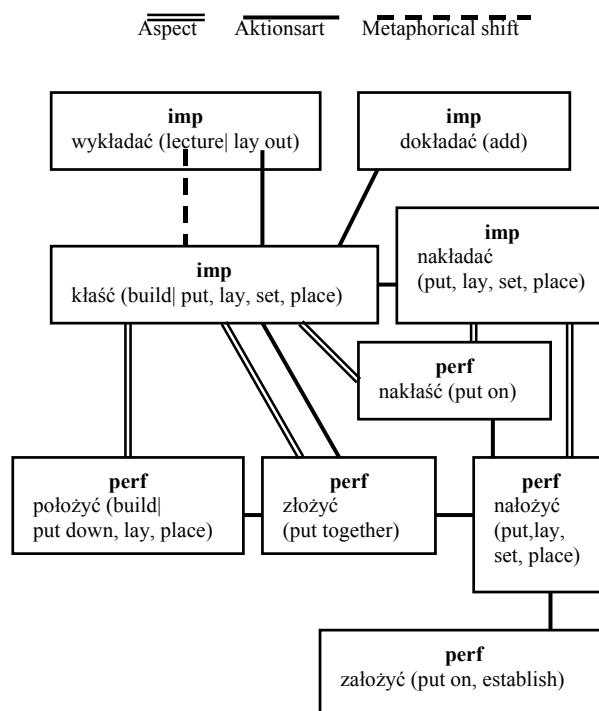 Aspect Aktionsart Metaphorical shift
imp
wykładać (lecture| lay out)
imp
dokładać (add)
imp
nakładać
(put, lay, set, place)
imp
kłaść (build| put, lay, set, place)
perf
nakłaść (put on)
perf
położyć (build|
put down, lay, place)
perf
złożyć
(put together)
perf
nałożyć
(put,lay,
set, place)
perf
założyć (put on, establish)